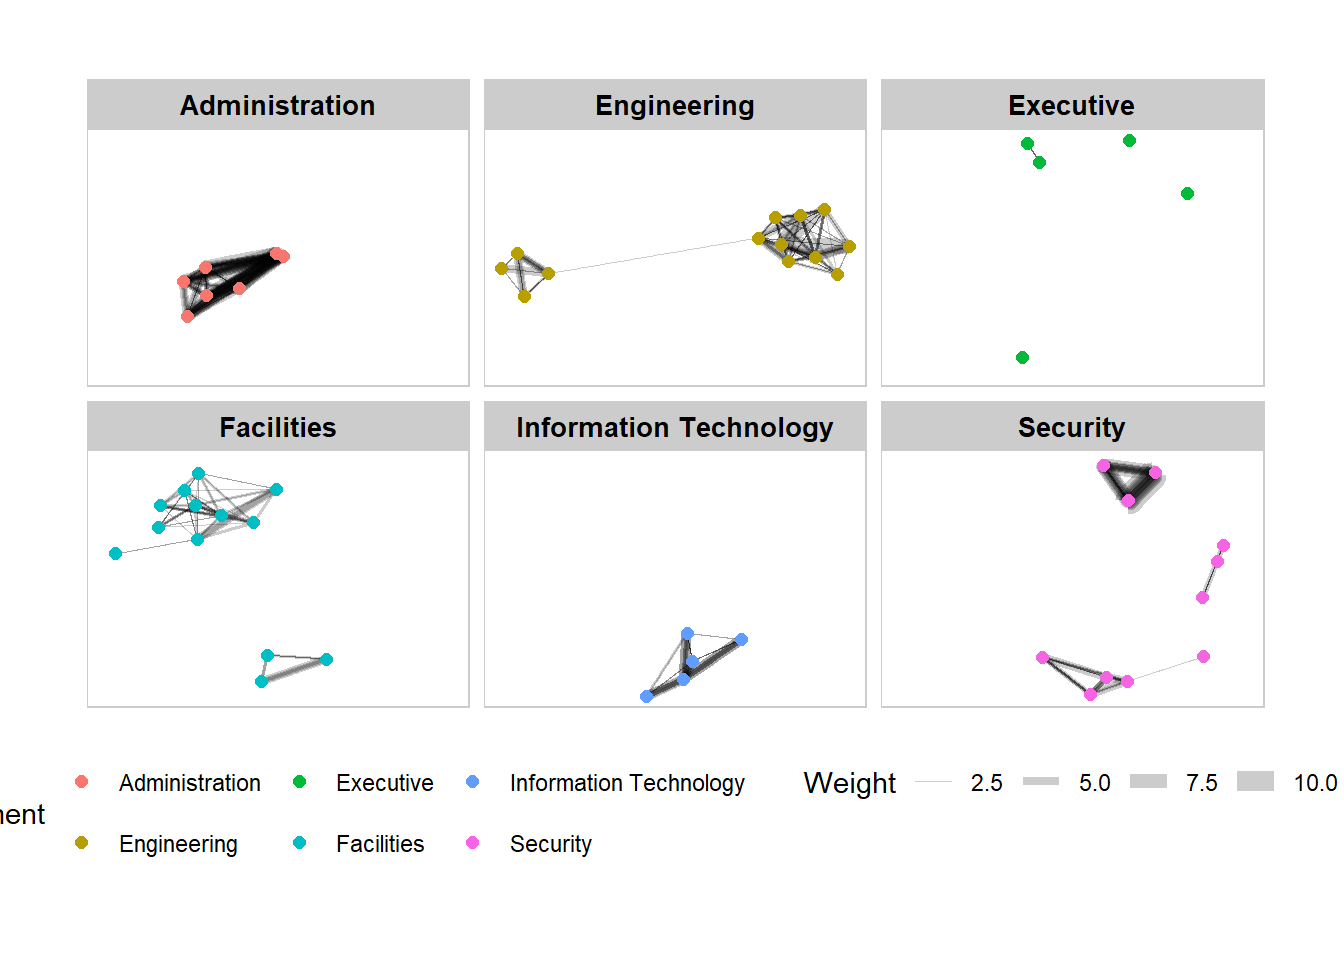 Administration
Engineering
Executive
Facilities
Information Technology
Security
Administration
Executive
Information Technology
Weight
2.5
5.0
7.5
10.0
Engineering
Facilities
Security